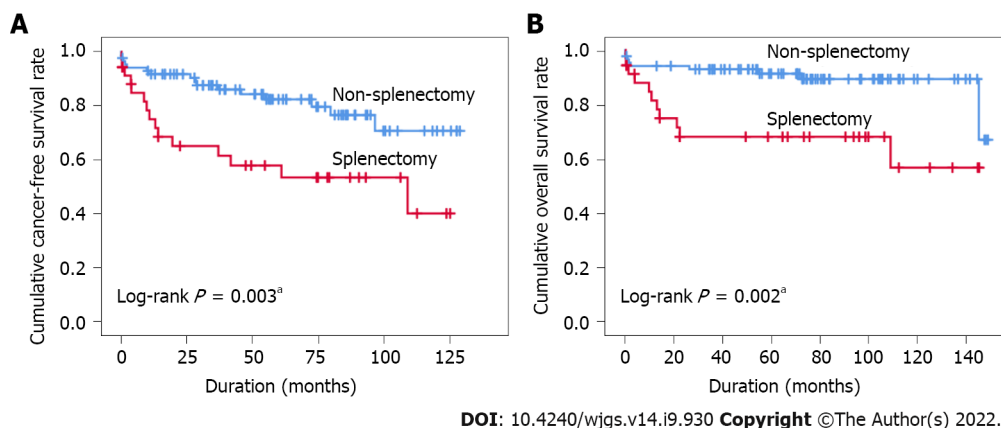 A
Cumulative cancer-free survival rate
1.0
0.8
0.6
0.4
0.2
0.0
Non-splenectomy
Splenectomy
Log-rank P = 0.003ª
0 25 50 75 100 125
Duration (months)
B
Cumulative overall survival rate
1.0
0.8
0.6
0.4
0.2
0.0
Non-splenectomy
Splenectomy
Log-rank P = 0.002ª
0 20 40 60 80 100 120 140
Duration (months)
DOI: 10.4240/wjgs.v14.i9.930 Copyright ©The Author(s) 2022.